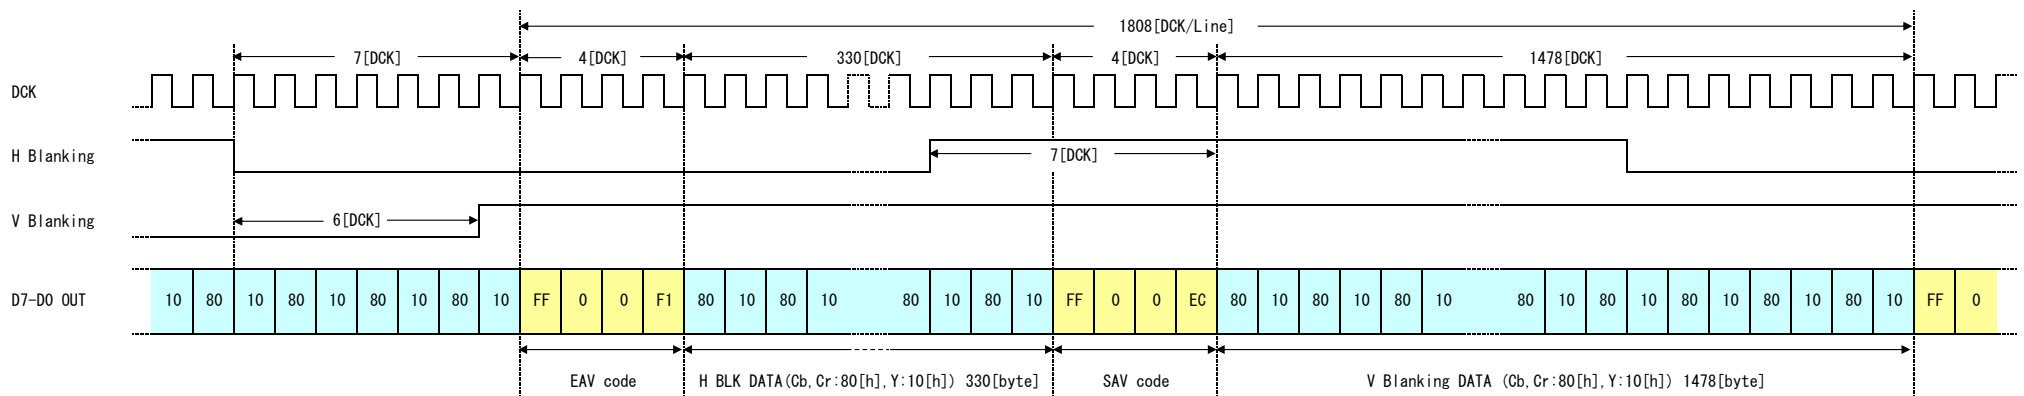 1808[DCK/Line]
7[DCK] 4[DCK] 330[DCK] 4[DCK] 1478[DCK]
DCK
H Blanking 7[DCK]
V Blanking 6[DCK]
D7-D0 OUT 10 80 10 80 10 80 10 80 10 FF 0 0 F1 80 10 80 10 80 10 80 10 FF 0 0 EC 80 10 80 10 80 10 80 10 80 10 80 10 80 10 80 10 FF 0
EAV code H BLK DATA(Cb,Cr:80[h],Y:10[h]) 330[byte] SAV code V Blanking DATA (Cb,Cr:80[h],Y:10[h]) 1478[byte]